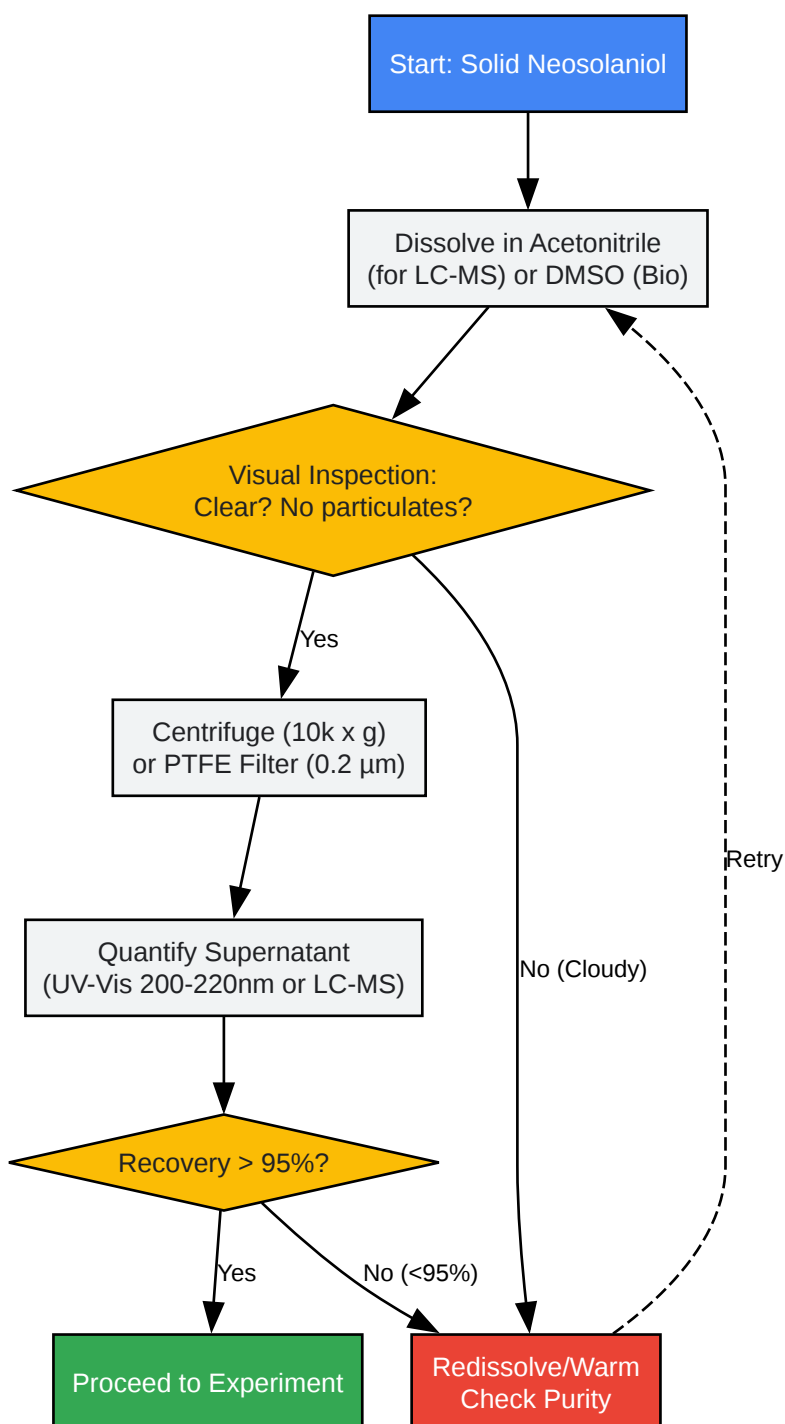 Start: Solid Neosolaniol
Dissolve in Acetonitrile
(for LC-MS) or DMSO (Bio)
Visual Inspection:
Clear? No particulates?
Yes
Centrifuge (10k x g)
or PTFE Filter (0.2 µm)
Retry
Quantify Supernatant
(UV-Vis 200-220nm or LC-MS)
No (Cloudy)
Recovery > 95%?
Yes
No (<95%)
Proceed to Experiment
Redissolve/Warm
Check Purity